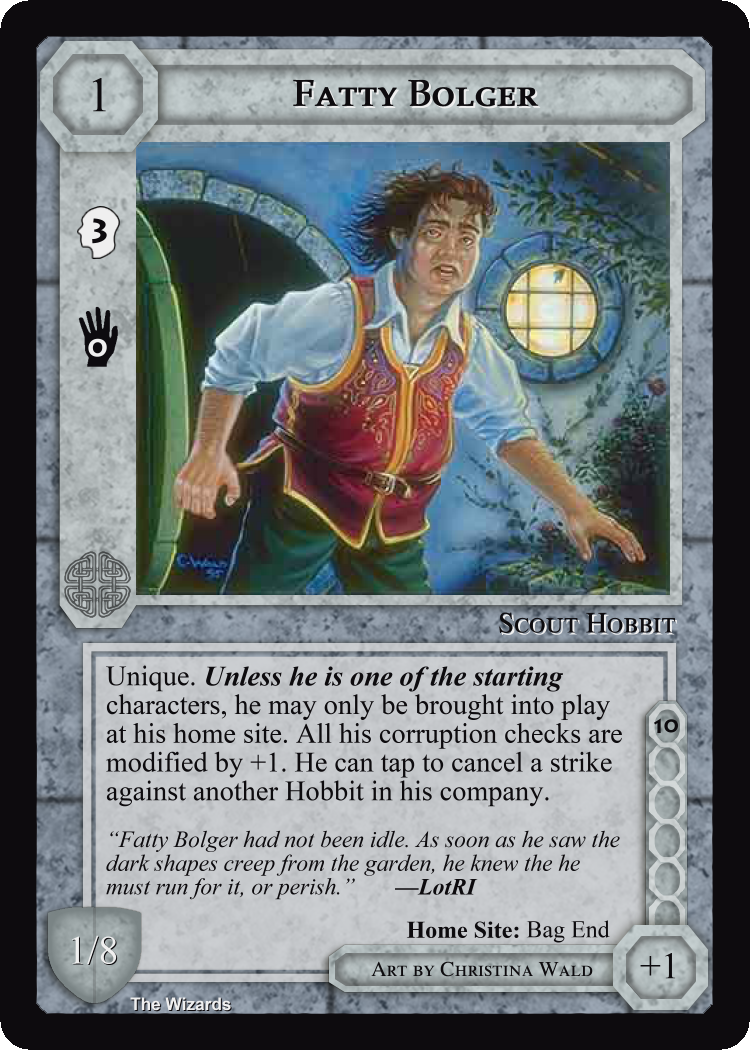 1
FATTY BOLGER
3
0
C-WALD
95
SCOUT HOBBIT
Unique. Unless he is one of the starting
characters, he may only be brought into play
at his home site. All his corruption checks are
modified by +1. He can tap to cancel a strike
against another Hobbit in his company.
10
“Fatty Bolger had not been idle. As soon as he saw the
dark shapes creep from the garden, he knew the he
must run for it, or perish.” —LotRI
Home Site: Bag End
1/8
ART BY CHRISTINA WALD
+1
The Wizards